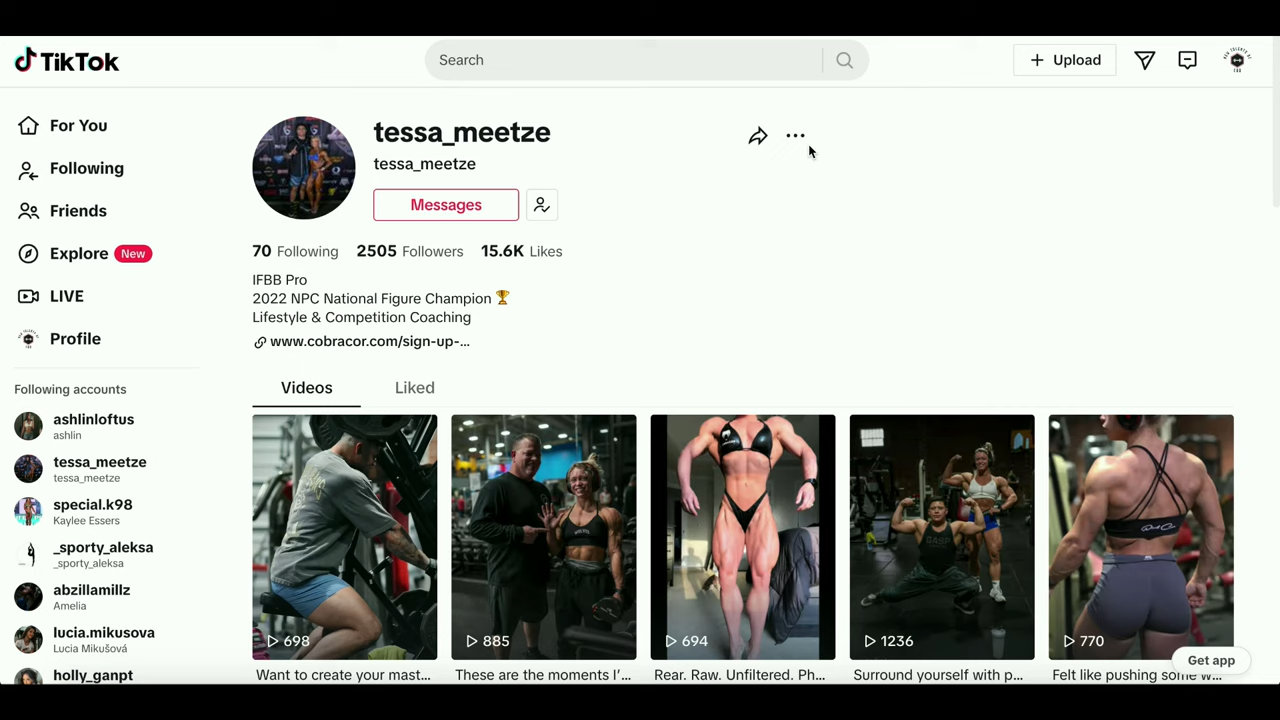 TikTok
Search
Upload
For You
Following
Friends
Explore New
LIVE
Profile
Following accounts
ashlinloftus
ashlin
tessa_meetze
tessa_meetze
special.k98
Kaylee Essers
_sporty_aleksa
_sporty_aleksa
abzillamillz
Amelia
lucia.mikusova
Lucia Mikušová
holly_ganpt
tessa_meetze
tessa_meetze
Messages
70 Following 2505 Followers 15.6K Likes
IFBB Pro
2022 NPC National Figure Champion 🏆
Lifestyle & Competition Coaching
www.cobracor.com/sign-up-...
Videos Liked
698
885
694
1236
770
Want to create your mast...
These are the moments I'...
Rear. Raw. Unfiltered. Ph...
Surround yourself with p...
Felt like pushing some w...
Get app